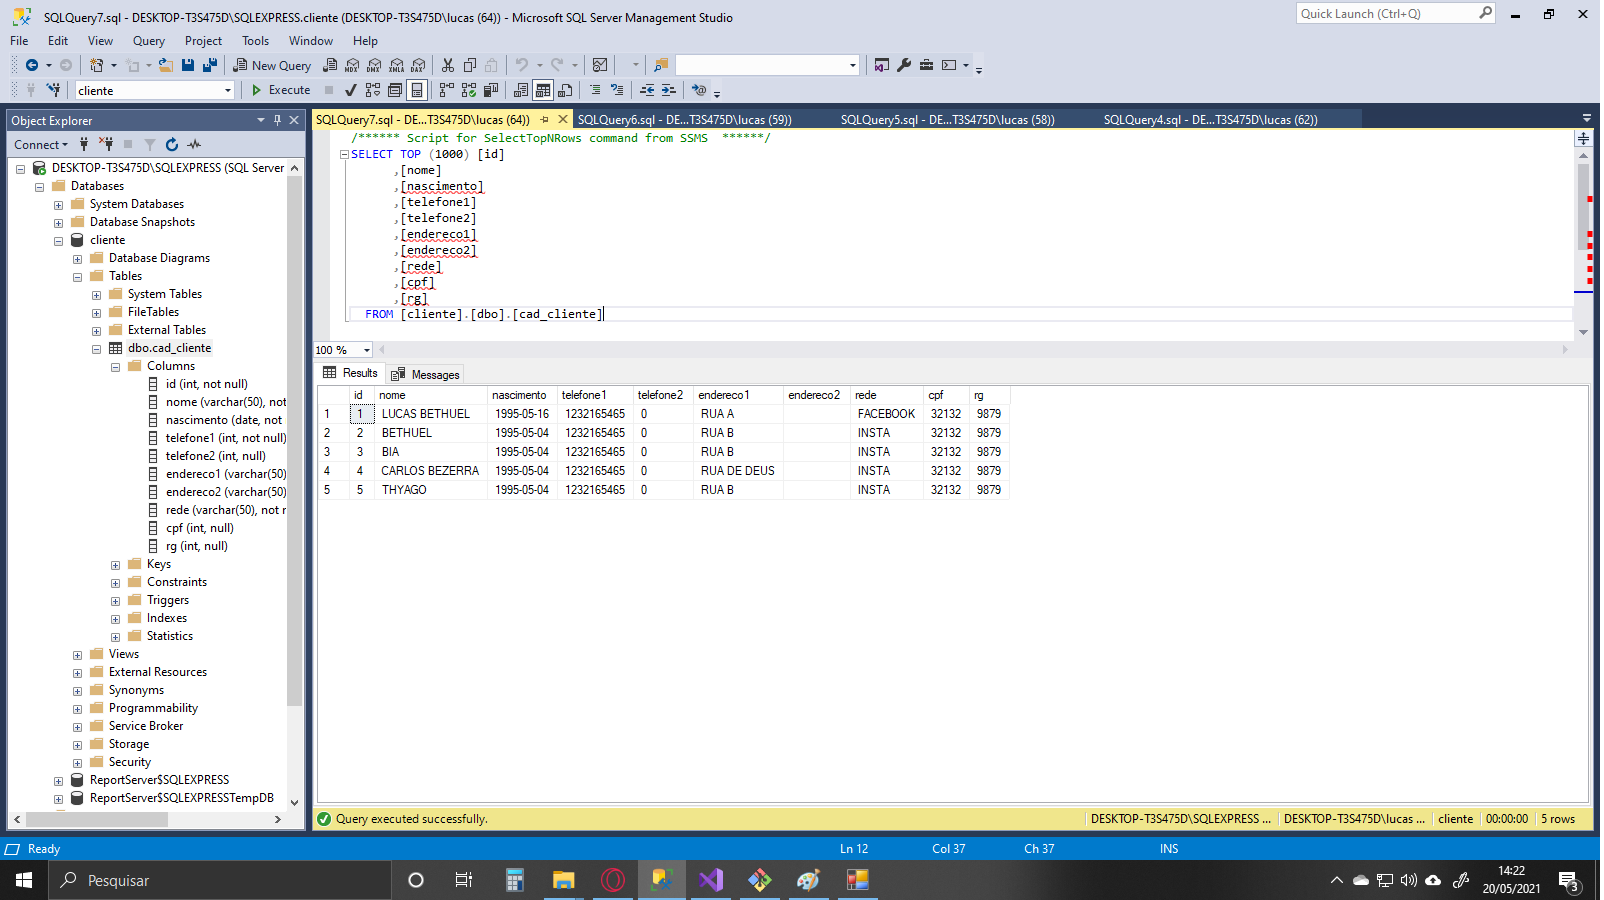 SQLQuery7.sql - DESKTOP-T3S475D\SQLEXPRESS.cliente (DESKTOP-T3S475D\lucas (64)) - Microsoft SQL Server Management Studio
Quick Launch (Ctrl+Q)
File Edit View Query Project Tools Window Help
New Query
MDX DMX XMLA DAX
cliente
Execute
Object Explorer
SQLQuery7.sql - DE...T3S475D\lucas (64))
SQLQuery6.sql - DE...T3S475D\lucas (59))
SQLQuery5.sql - DE...T3S475D\lucas (58))
SQLQuery4.sql - DE...T3S475D\lucas (62))
Connect
DESKTOP-T3S475D\SQLEXPRESS (SQL Server
Databases
System Databases
Database Snapshots
cliente
Database Diagrams
Tables
System Tables
FileTables
External Tables
dbo.cad_cliente
Columns
id (int, not null)
nome (varchar(50), not
nascimento (date, not
telefone1 (int, not null)
telefone2 (int, null)
endereco1 (varchar(50)
endereco2 (varchar(50)
rede (varchar(50), not r
cpf (int, null)
rg (int, null)
Keys
Constraints
Triggers
Indexes
Statistics
Views
External Resources
Synonyms
Programmability
Service Broker
Storage
Security
ReportServer$SQLEXPRESS
ReportServer$SQLEXPRESSTempDB
/****** Script for SelectTopNRows command from SSMS  ******/
SELECT TOP (1000) [id]
,[nome]
,[nascimento]
,[telefone1]
,[telefone2]
,[endereco1]
,[endereco2]
,[rede]
,[cpf]
,[rg]
FROM [cliente].[dbo].[cad_cliente]
100 %
Results Messages
id nome nascimento telefone1 telefone2 endereco1 endereco2 rede cpf rg
1 1 LUCAS BETHUEL 1995-05-16 1232165465 0 RUA A FACEBOOK 32132 9879
2 2 BETHUEL 1995-05-04 1232165465 0 RUA B INSTA 32132 9879
3 3 BIA 1995-05-04 1232165465 0 RUA B INSTA 32132 9879
4 4 CARLOS BEZERRA 1995-05-04 1232165465 0 RUA DE DEUS INSTA 32132 9879
5 5 THYAGO 1995-05-04 1232165465 0 RUA B INSTA 32132 9879
Query executed successfully.
DESKTOP-T3S475D\SQLEXPRESS ... DESKTOP-T3S475D\lucas ... cliente 00:00:00 5 rows
Ready Ln 12 Col 37 Ch 37 INS
Pesquisar
14:22
20/05/2021
3